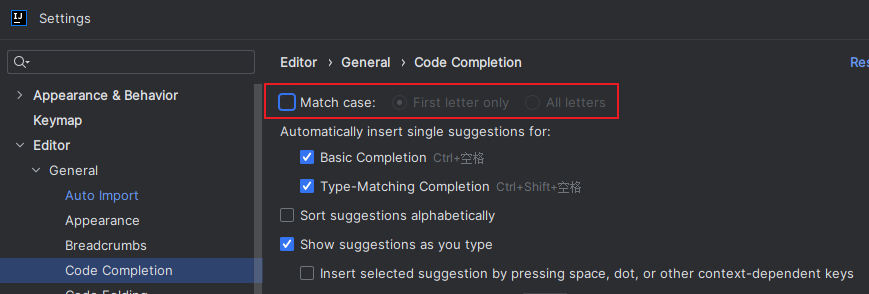 IJ
Settings
Editor › General › Code Completion
Res
Appearance & Behavior
Keymap
Editor
General
Auto Import
Appearance
Breadcrumbs
Code Completion
Match case: First letter only All letters
Automatically insert single suggestions for:
Basic Completion Ctrl+空格
Type-Matching Completion Ctrl+Shift+空格
Sort suggestions alphabetically
Show suggestions as you type
Insert selected suggestion by pressing space, dot, or other context-dependent keys